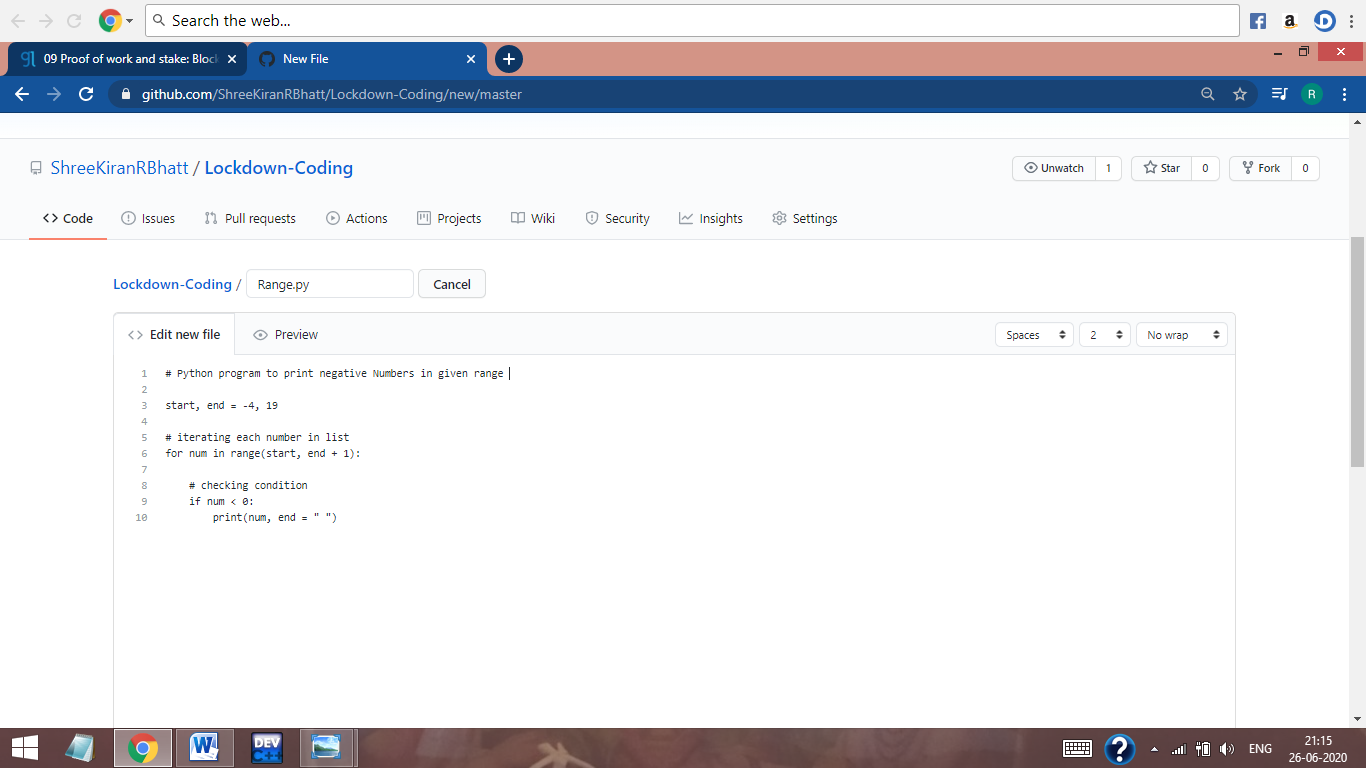 Search the web...
09 Proof of work and stake: Block
New File
github.com/ShreeKiranRBhatt/Lockdown-Coding/new/master
R
ShreeKiranRBhatt / Lockdown-Coding
Unwatch 1 Star 0 Fork 0
Code Issues Pull requests Actions Projects Wiki Security Insights Settings
Lockdown-Coding / Range.py Cancel
Edit new file Preview Spaces 2 No wrap
1 # Python program to print negative Numbers in given range
2
3 start, end = -4, 19
4
5 # iterating each number in list
6 for num in range(start, end + 1):
7
8 # checking condition
9 if num < 0:
10 print(num, end = " ")
DEV C++
ENG
21:15
26-06-2020